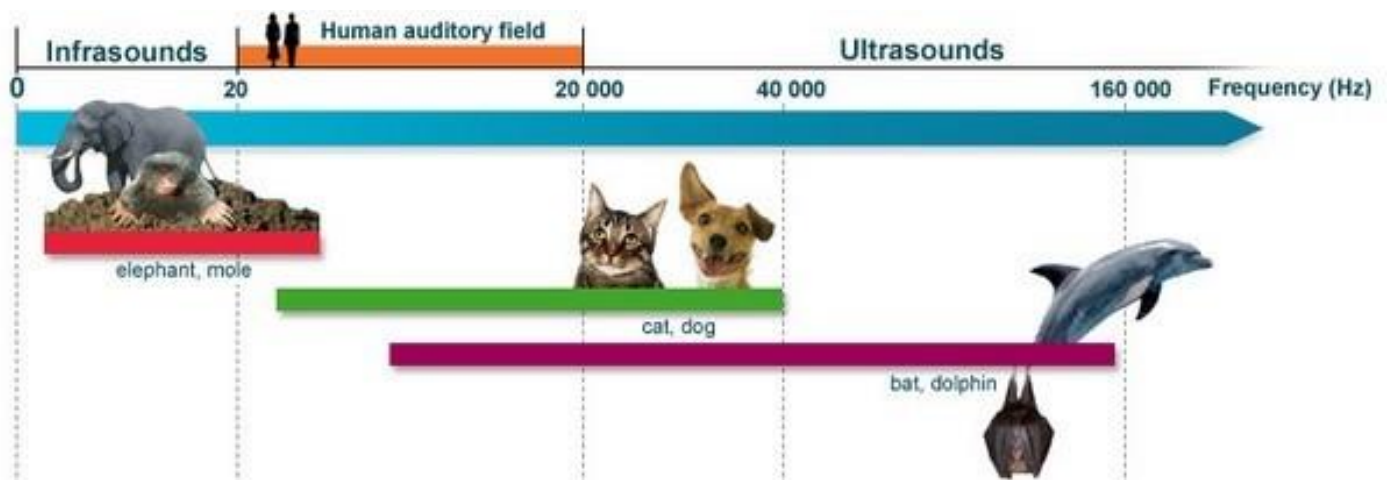 Infrasounds
Human auditory field
Ultrasounds
0
20
20 000
40 000
160 000
Frequency (Hz)
elephant, mole
cat, dog
bat, dolphin